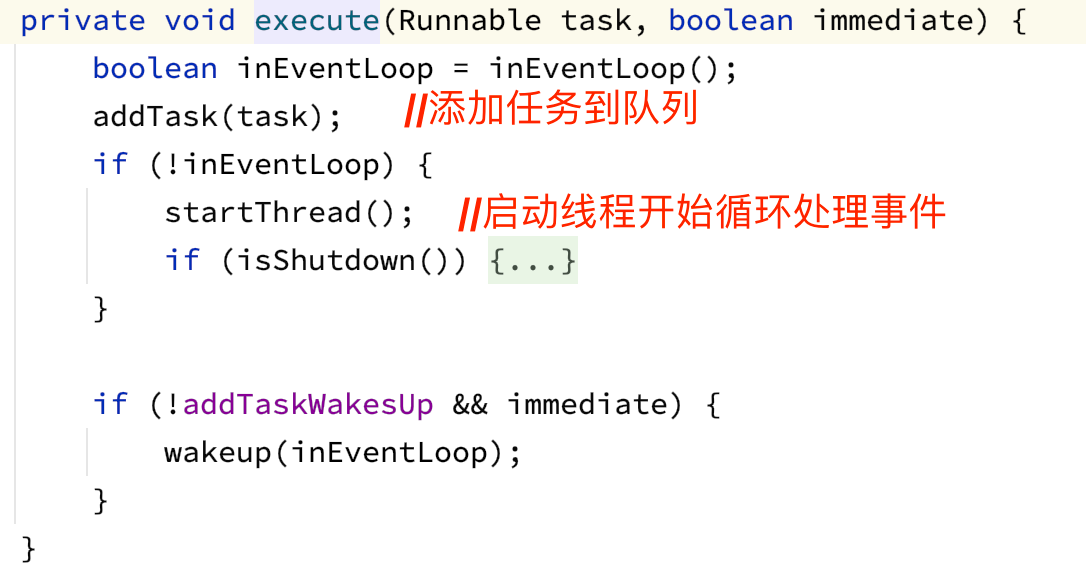 private void execute(Runnable task, boolean immediate) {
boolean inEventLoop = inEventLoop();
addTask(task); //添加任务到队列
if (!inEventLoop) {
startThread(); //启动线程开始循环处理事件
if (isShutdown()) {...}
}
if (!addTaskWakesUp && immediate) {
wakeup(inEventLoop);
}
}